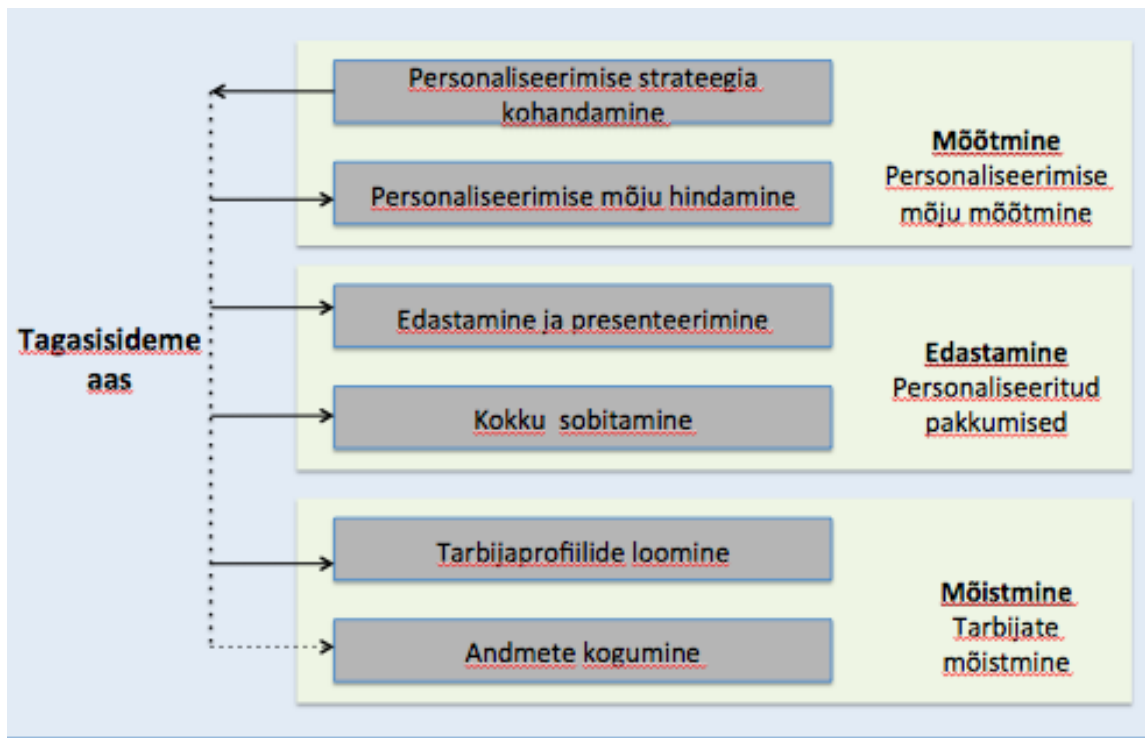 Personaliseerimise strateegia
kohandamine
Personaliseerimise mõju hindamine
Mõõtmine
Personaliseerimise
mõju mõõtmine
Tagasisideme
aas
Edastamine ja presenteerimine
Kokku sobitamine
Edastamine
Personaliseeritud
pakkumised
Tarbijaprofiilide loomine
Andmete kogumine
Mõistmine
Tarbijate
mõistmine